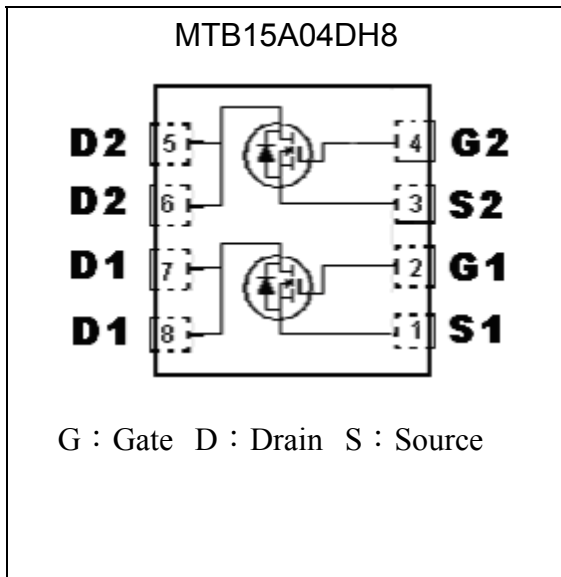 MTB15A04DH8
D2 5 4 G2
D2 6 3 S2
D1 7 2 G1
D1 8 1 S1
G：Gate D：Drain S：Source